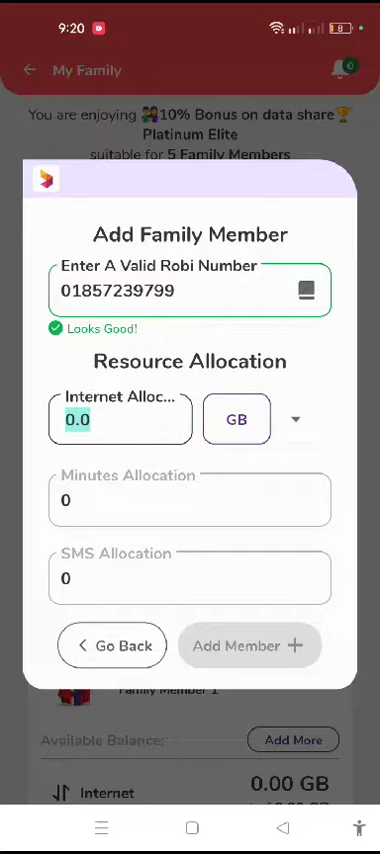 9:20
My Family
0
You are enjoying 👨‍👩‍👧10% Bonus on data share🏆
Platinum Elite
suitable for 5 Family Members
Add Family Member
Enter A Valid Robi Number
01857239799
Looks Good!
Resource Allocation
Internet Alloc...
0.0
GB
Minutes Allocation
0
SMS Allocation
0
Go Back
Add Member +
Family Member 1
Available Balance:
Add More
Internet
0.00 GB